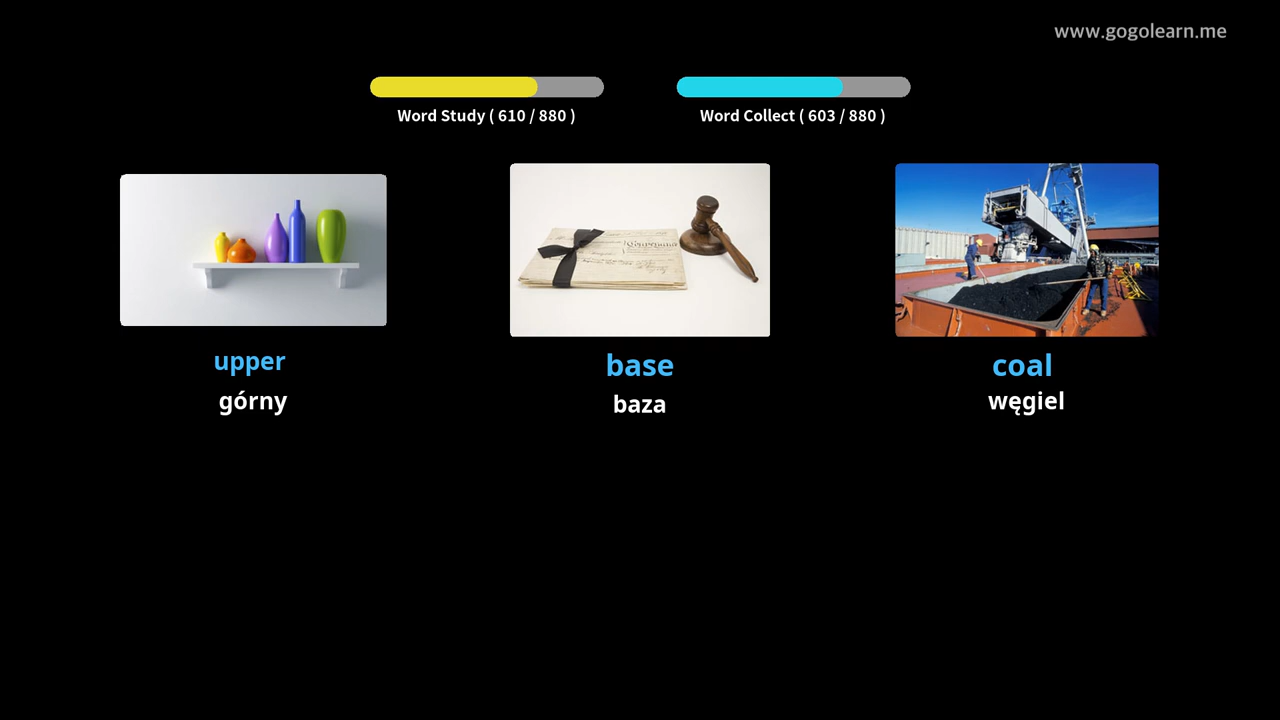 www.gogolearn.me
Word Study ( 610 / 880 )
Word Collect ( 603 / 880 )
upper
base
coal
górny
baza
węgiel